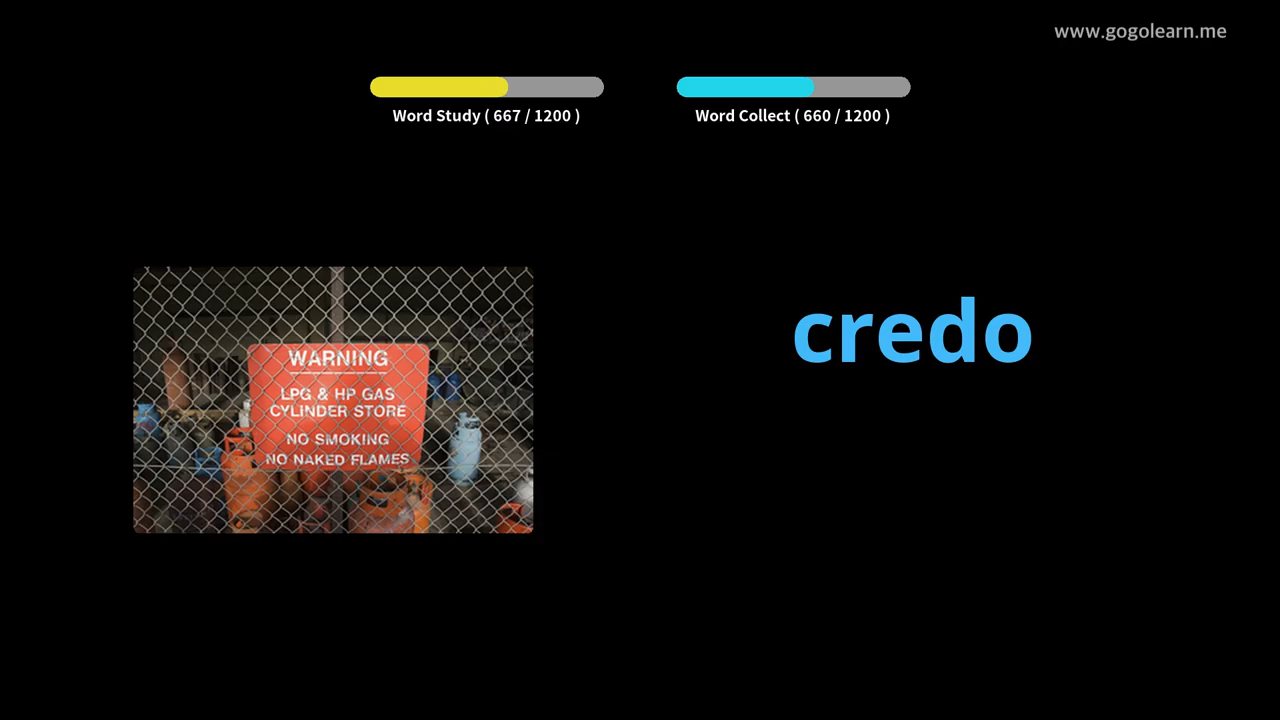 www.gogolearn.me
Word Study ( 667 / 1200 )
Word Collect ( 660 / 1200 )
WARNING
LPG & HP GAS
CYLINDER STORE
NO SMOKING
NO NAKED FLAMES
credo